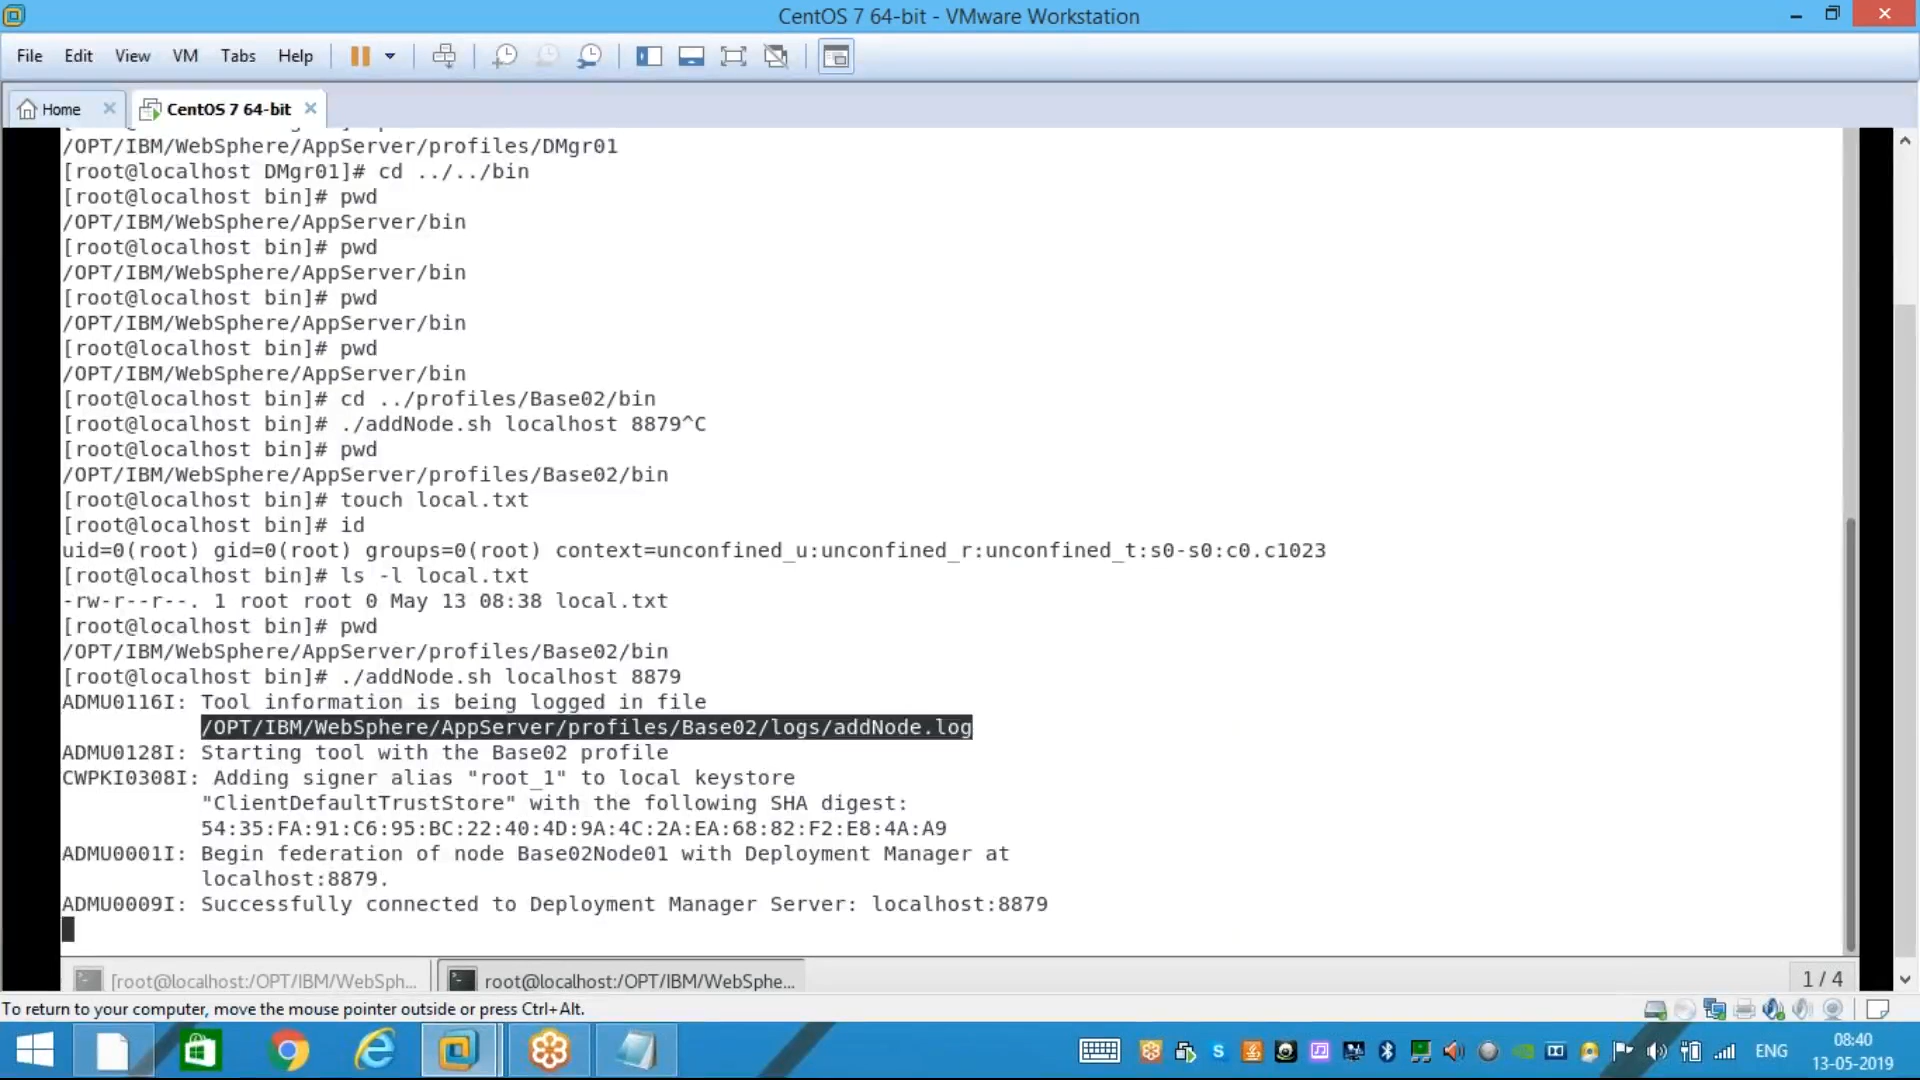 CentOS 7 64-bit - VMware Workstation
File Edit View VM Tabs Help
Home CentOS 7 64-bit
/OPT/IBM/WebSphere/AppServer/profiles/DMgr01
[root@localhost DMgr01]# cd ../../bin
[root@localhost bin]# pwd
/OPT/IBM/WebSphere/AppServer/bin
[root@localhost bin]# pwd
/OPT/IBM/WebSphere/AppServer/bin
[root@localhost bin]# pwd
/OPT/IBM/WebSphere/AppServer/bin
[root@localhost bin]# pwd
/OPT/IBM/WebSphere/AppServer/bin
[root@localhost bin]# cd ../profiles/Base02/bin
[root@localhost bin]# ./addNode.sh localhost 8879^C
[root@localhost bin]# pwd
/OPT/IBM/WebSphere/AppServer/profiles/Base02/bin
[root@localhost bin]# touch local.txt
[root@localhost bin]# id
uid=0(root) gid=0(root) groups=0(root) context=unconfined_u:unconfined_r:unconfined_t:s0-s0:c0.c1023
[root@localhost bin]# ls -l local.txt
-rw-r--r--. 1 root root 0 May 13 08:38 local.txt
[root@localhost bin]# pwd
/OPT/IBM/WebSphere/AppServer/profiles/Base02/bin
[root@localhost bin]# ./addNode.sh localhost 8879
ADMU0116I: Tool information is being logged in file
/OPT/IBM/WebSphere/AppServer/profiles/Base02/logs/addNode.log
ADMU0128I: Starting tool with the Base02 profile
CWPKI0308I: Adding signer alias "root_1" to local keystore
"ClientDefaultTrustStore" with the following SHA digest:
54:35:FA:91:C6:95:BC:22:40:4D:9A:4C:2A:EA:68:82:F2:E8:4A:A9
ADMU0001I: Begin federation of node Base02Node01 with Deployment Manager at
localhost:8879.
ADMU0009I: Successfully connected to Deployment Manager Server: localhost:8879
[root@localhost:/OPT/IBM/WebSph... root@localhost:/OPT/IBM/WebSphe... 1 / 4
To return to your computer, move the mouse pointer outside or press Ctrl+Alt.
ENG 08:40
13-05-2019